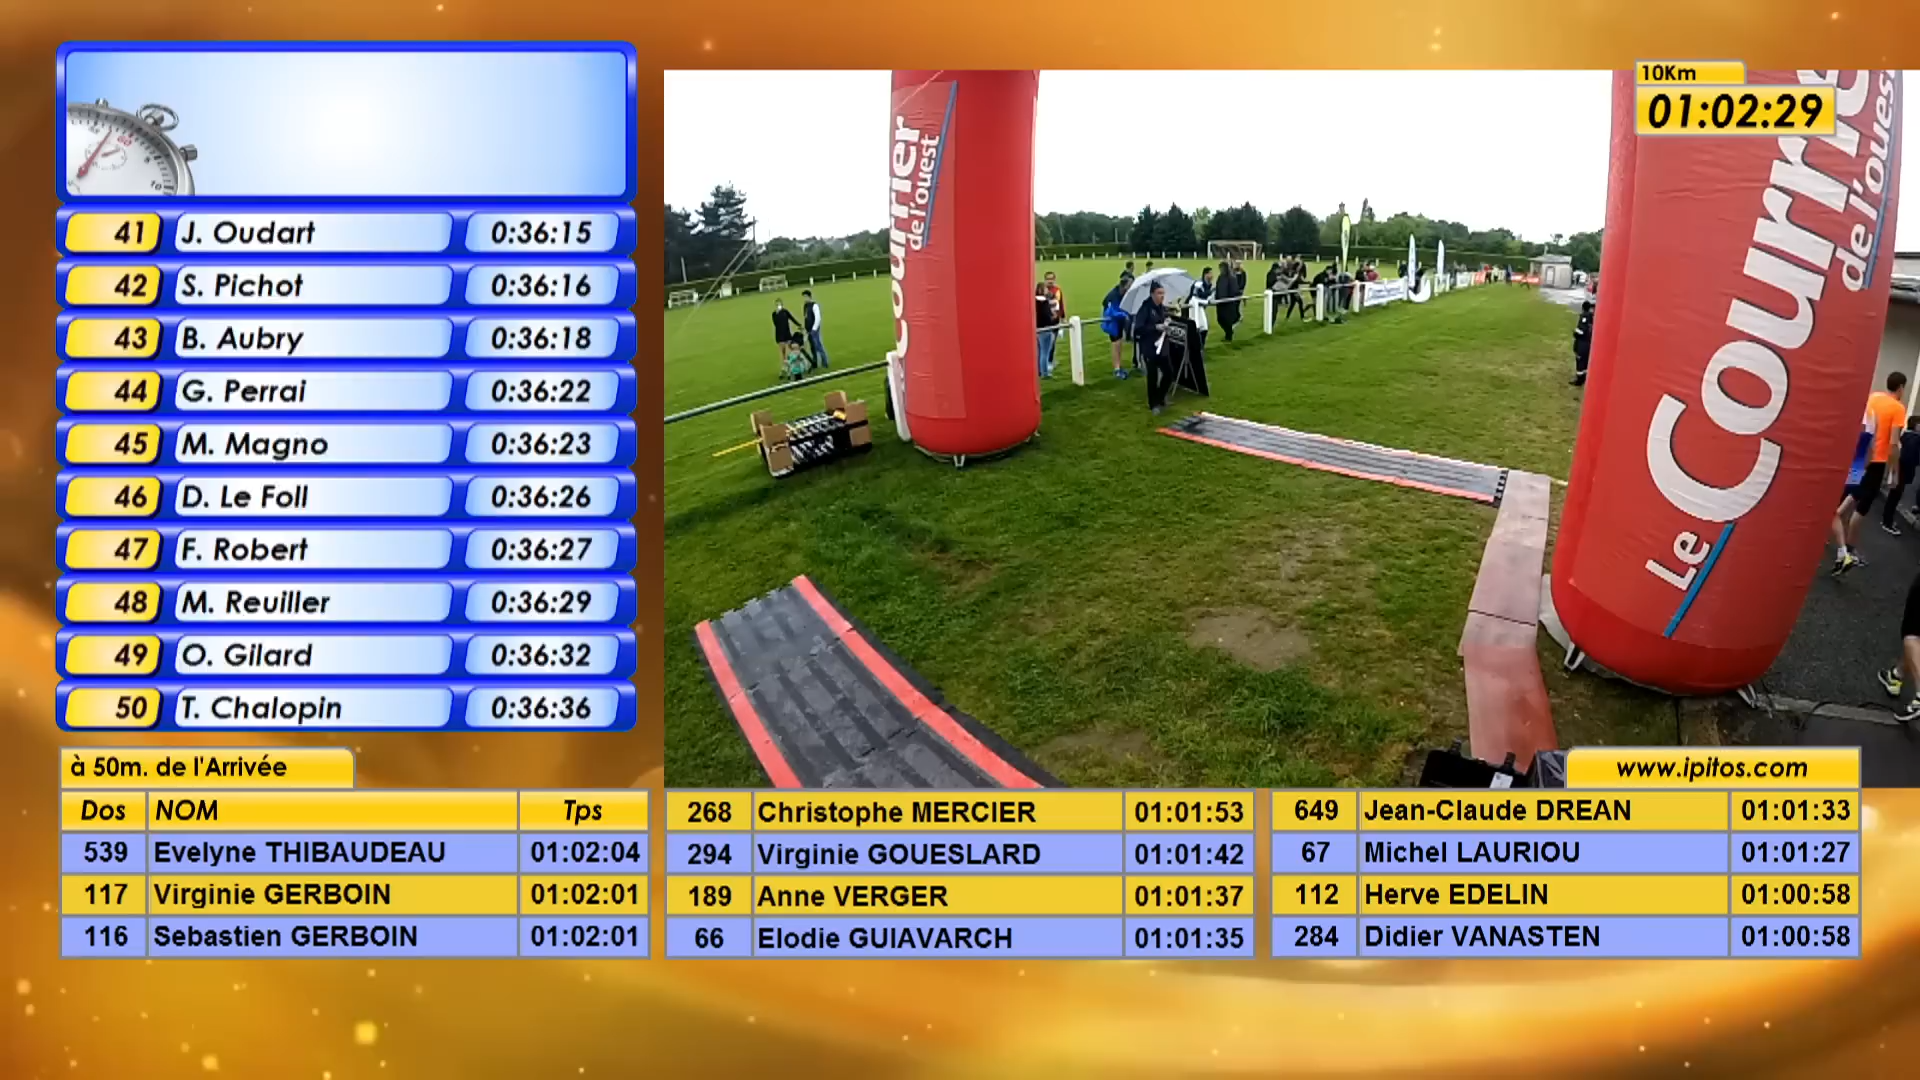 10Km
01:02:29
41 J. Oudart 0:36:15
42 S. Pichot 0:36:16
43 B. Aubry 0:36:18
44 G. Perrai 0:36:22
45 M. Magno 0:36:23
46 D. Le Foll 0:36:26
47 F. Robert 0:36:27
48 M. Reuiller 0:36:29
49 O. Gilard 0:36:32
50 T. Chalopin 0:36:36
Courrier
de l'ouest
Le Courrie
de l'ouest
à 50m. de l'Arrivée
www.ipitos.com
Dos NOM Tps
539 Evelyne THIBAUDEAU 01:02:04
117 Virginie GERBOIN 01:02:01
116 Sebastien GERBOIN 01:02:01
268 Christophe MERCIER 01:01:53
294 Virginie GOUESLARD 01:01:42
189 Anne VERGER 01:01:37
66 Elodie GUIAVARCH 01:01:35
649 Jean-Claude DREAN 01:01:33
67 Michel LAURIOU 01:01:27
112 Herve EDELIN 01:00:58
284 Didier VANASTEN 01:00:58